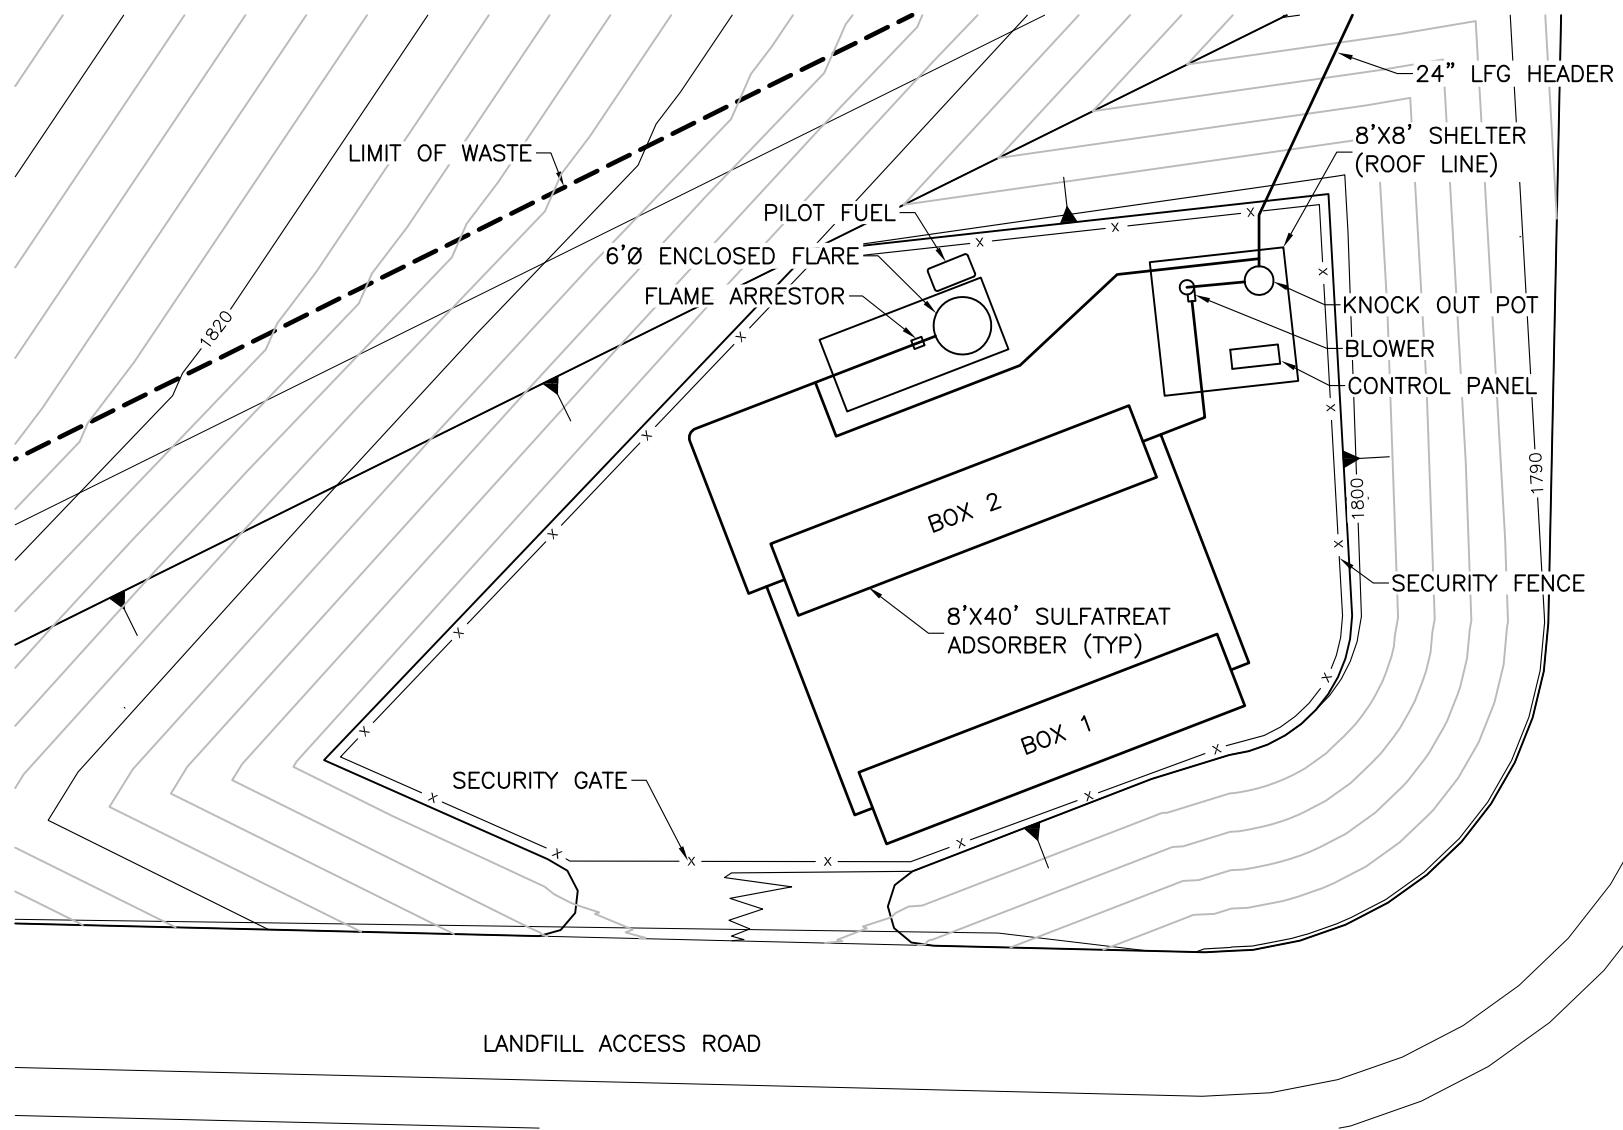 24" LFG HEADER
8'X8' SHELTER
(ROOF LINE)
LIMIT OF WASTE
PILOT FUEL
6'Ø ENCLOSED FLARE
FLAME ARRESTOR
KNOCK OUT POT
1820
BLOWER
CONTROL PANEL
1790
1800
BOX 2
SECURITY FENCE
8'X40' SULFATREAT
ADSORBER (TYP)
BOX 1
SECURITY GATE
LANDFILL ACCESS ROAD